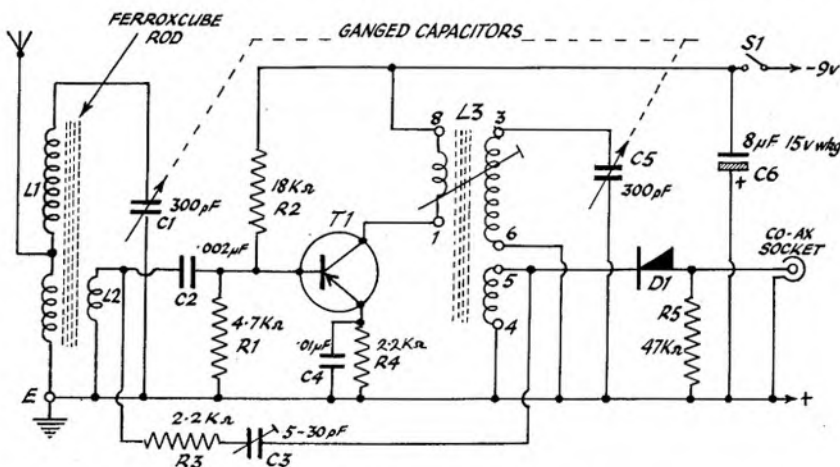 FERROXCUBE
ROD
GANGED CAPACITORS
S1
-9v
8
L3
3
8µF 15v wkg
+ C6
L1
18KΩ
R2
300pF
C1
C5
300pF
T1
1
6
CO-AX
SOCKET
.002µF
L2
C2
5
D1
4.7KΩ
R1
.01µF
C4
2.2KΩ
R4
4
R5
47KΩ
E
+
2.2KΩ
R3
5-30pF
C3